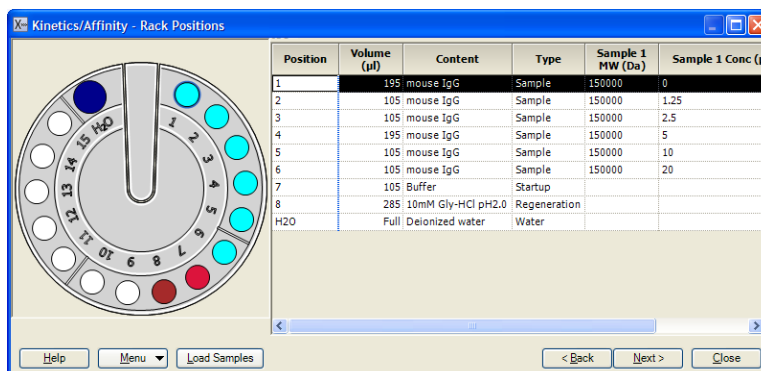 Kinetics/Affinity - Rack Positions
Position Volume (µl) Content Type Sample 1 MW (Da) Sample 1 Conc (µ
1 195 mouse IgG Sample 150000 0
2 105 mouse IgG Sample 150000 1.25
3 105 mouse IgG Sample 150000 2.5
4 195 mouse IgG Sample 150000 5
5 105 mouse IgG Sample 150000 10
6 105 mouse IgG Sample 150000 20
7 105 Buffer Startup
8 285 10mM Gly-HCl pH2.0 Regeneration
H2O Full Deionized water Water
H2O 1 2 3 4 5 6 7 8 9 10 11 12 13 14 15
Help Menu Load Samples < Back Next > Close